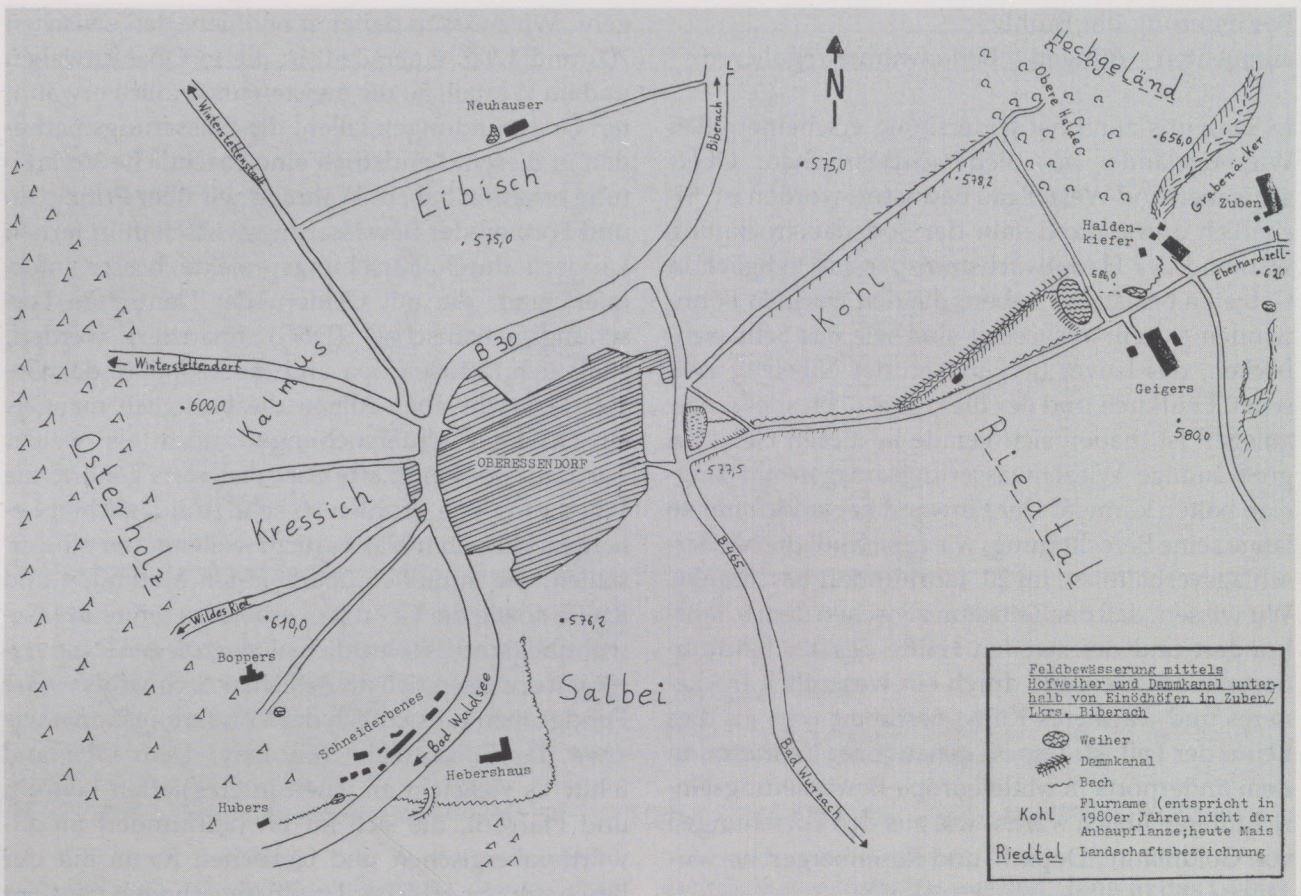 N
Hochgeländ
Obere Halde
Winterstettenstadt
Neuhauser
Biberach
Eibisch
575,0
575,0
578,2
656,0
Grubenäcker
Zuben
Halden-
kiefer
586,0
Eberhardzell
620
Kohl
B 30
Winterstettendorf
Kalmus
600,0
Geigers
580,0
Osterholz
OBERESSENDORF
577,5
Riedtal
Kressich
B 465
Wildes Ried
610,0
576,2
Boppers
Salbei
Schneiderbenes
Bad Waldsee
Hebershaus
Hubers
Bad Wurzach
Feldbewässerung mittels
Hofweiher und Dammkanal unter-
halb von Einödhöfen in Zuben/
Lkrs. Biberach
Weiher
Dammkanal
Bach
Kohl Flurname (entspricht in
1980er Jahren nicht der
Anbaupflanze;heute Mais
Riedtal Landschaftsbezeichnung